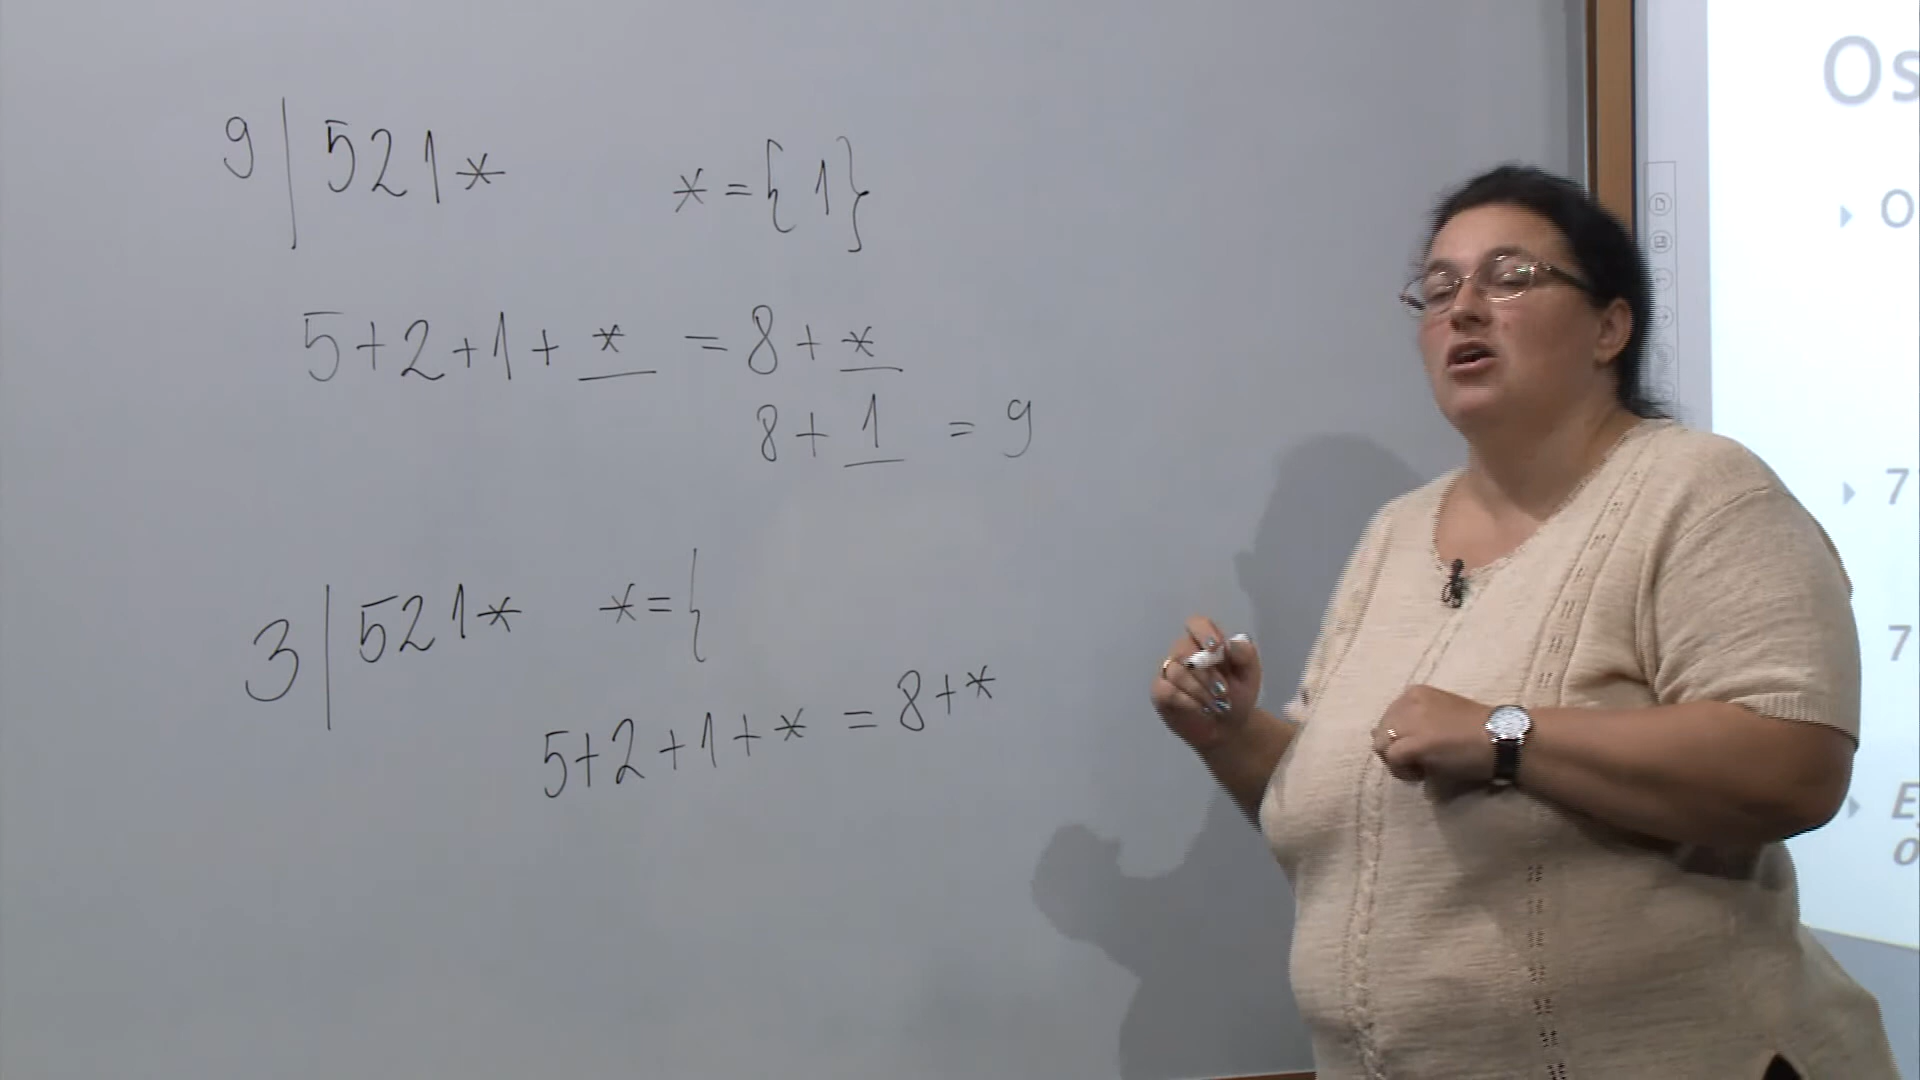 9 | 521*   * = {1}
5+2+1+* = 8+*
8+1 = 9
3 | 521*   * = {
5+2+1+* = 8+*
Os
O
7
7
E
o